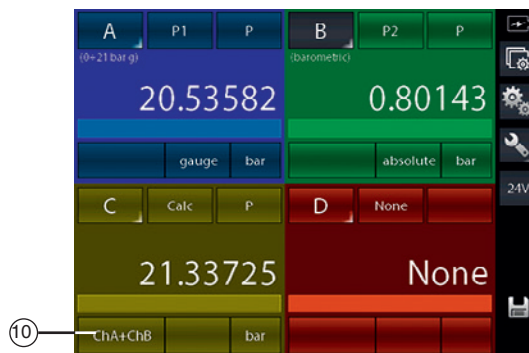 A P1 P
(0÷21 bar g)
20.53582
gauge bar
B P2 P
(barometric)
0.80143
absolute bar
24V
C Calc P
21.33725
ChA+ChB bar
D None
None
10